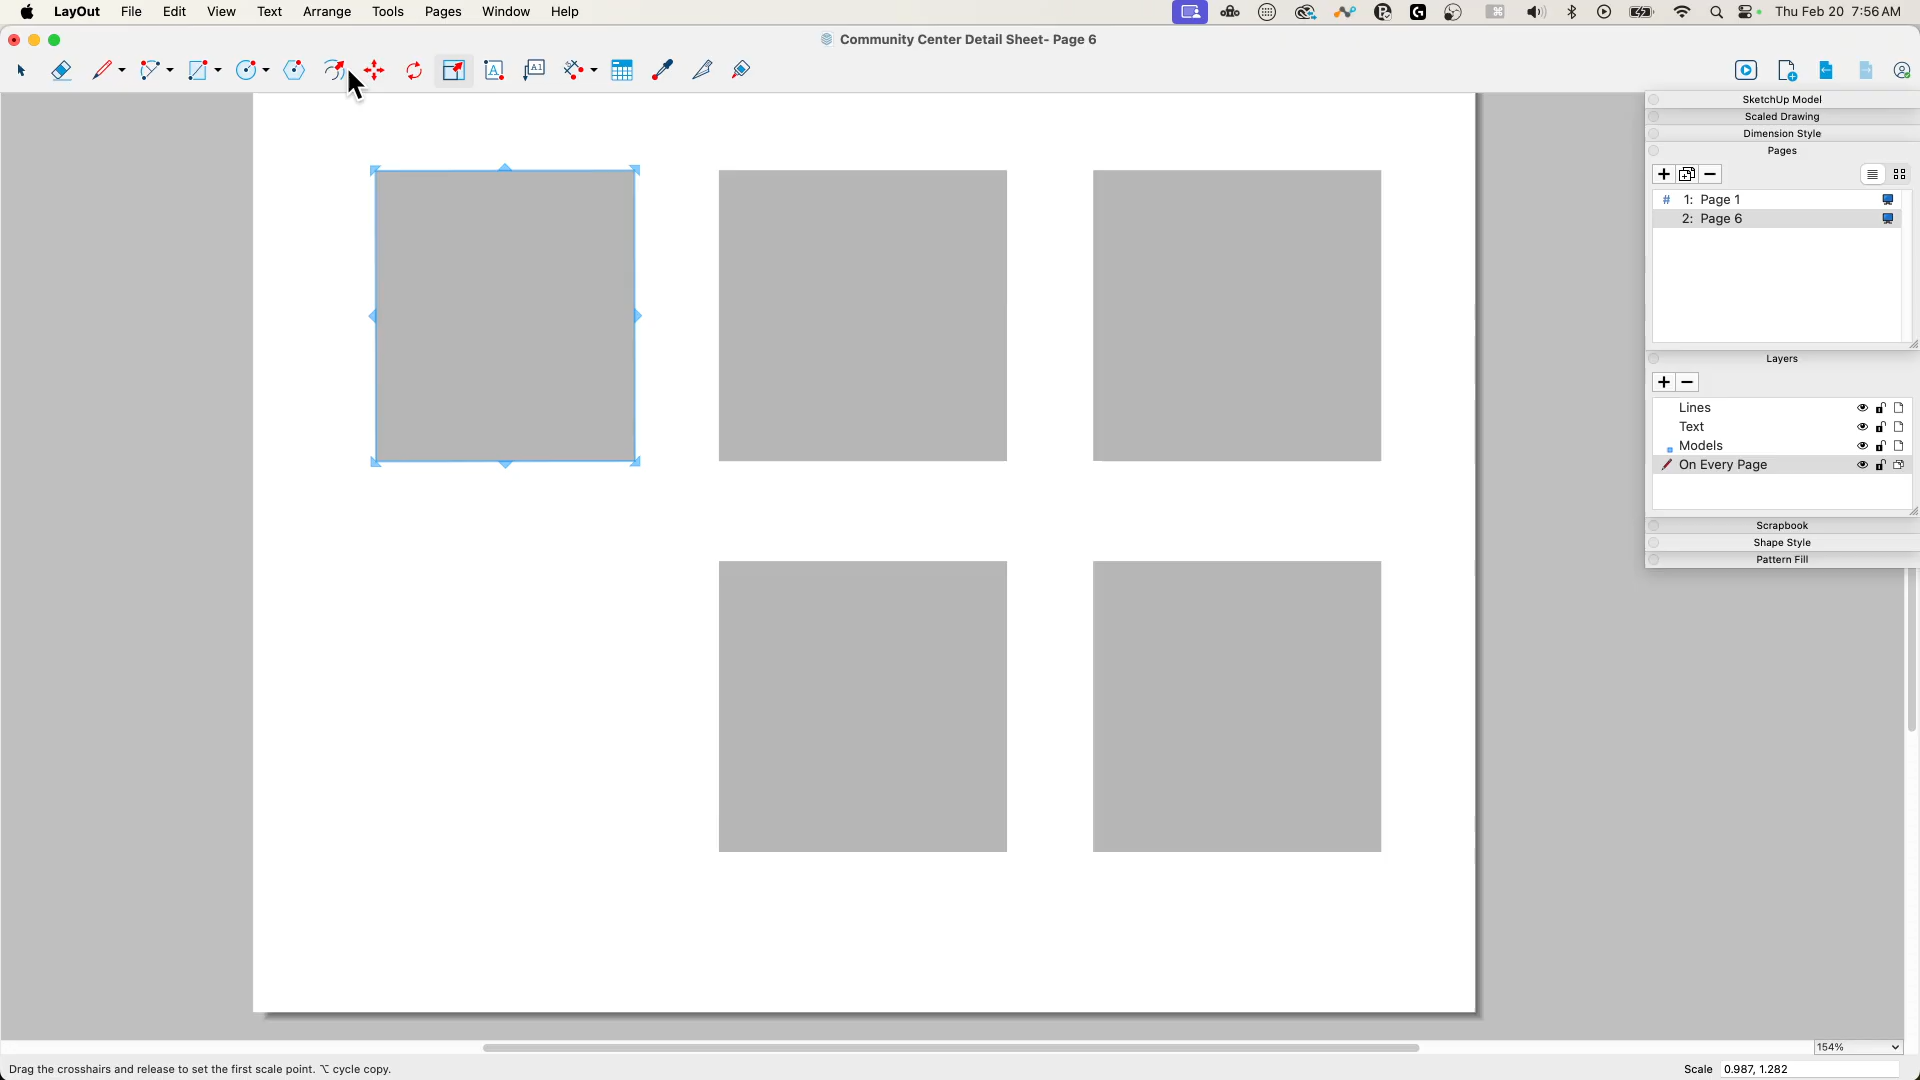 LayOut File Edit View Text Arrange Tools Pages Window Help Thu Feb 20 7:56 AM
Community Center Detail Sheet- Page 6
A A1
SketchUp Model
Scaled Drawing
Dimension Style
Pages
# 1: Page 1
2: Page 6
Layers
Lines
Text
Models
On Every Page
Scrapbook
Shape Style
Pattern Fill
154%
Drag the crosshairs and release to set the first scale point. ⌥ cycle copy. Scale 0.987, 1.282